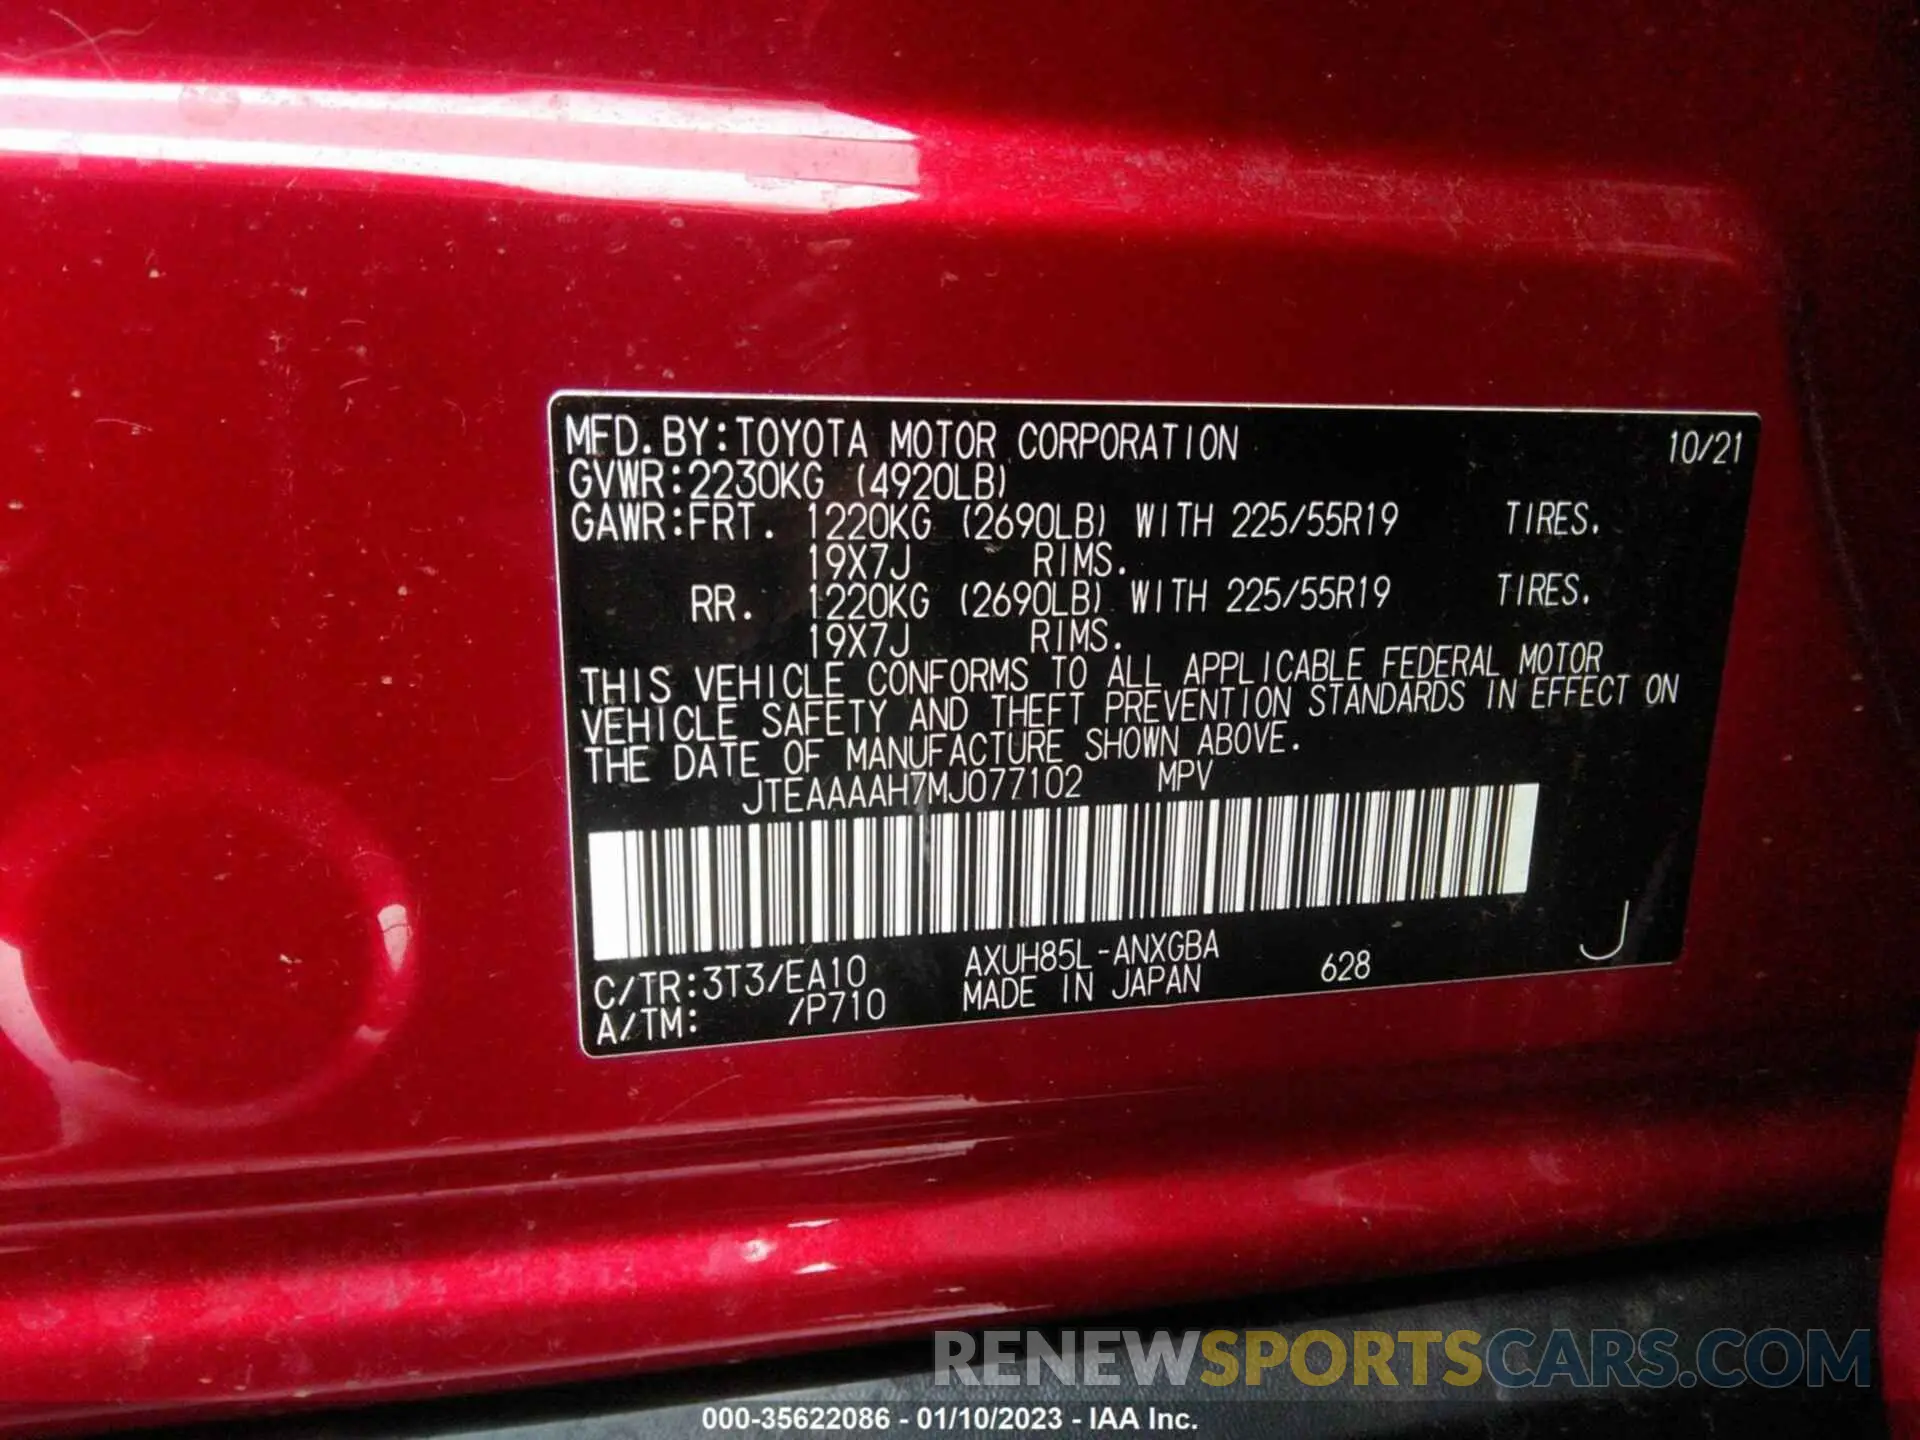 MFD.BY:TOYOTA MOTOR CORPORATION 10/21
GVWR:2230KG (4920LB)
GAWR:FRT. 1220KG (2690LB) WITH 225/55R19 TIRES.
19X7J RIMS.
RR. 1220KG (2690LB) WITH 225/55R19 TIRES.
19X7J RIMS.
THIS VEHICLE CONFORMS TO ALL APPLICABLE FEDERAL MOTOR
VEHICLE SAFETY AND THEFT PREVENTION STANDARDS IN EFFECT ON
THE DATE OF MANUFACTURE SHOWN ABOVE.
JTEAAAAH7MJ077102 MPV
C/TR:3T3/EA10 AXUH85L-ANXGBA 628 J
A/TM: /P710 MADE IN JAPAN
RENEWSPORTSCARS.COM
000-35622086 - 01/10/2023 - IAA Inc.